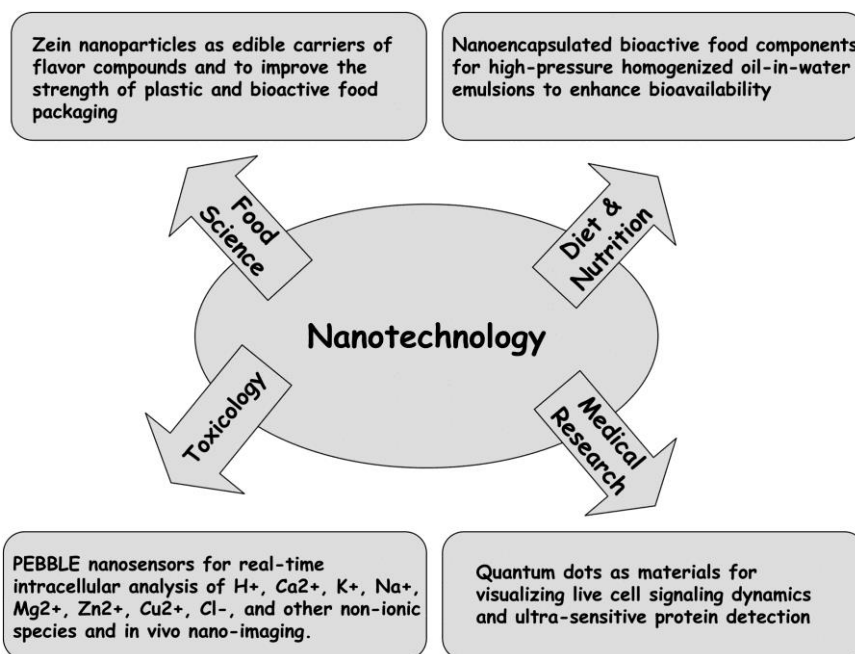 Zein nanoparticles as edible carriers of
flavor compounds and to improve the
strength of plastic and bioactive food
packaging
Nanoencapsulated bioactive food components
for high-pressure homogenized oil-in-water
emulsions to enhance bioavailability
Food
Science
Diet &
Nutrition
Nanotechnology
Toxicology
Medical
Research
PEBBLE nanosensors for real-time
intracellular analysis of H+, Ca2+, K+, Na+,
Mg2+, Zn2+, Cu2+, Cl-, and other non-ionic
species and in vivo nano-imaging.
Quantum dots as materials for
visualizing live cell signaling dynamics
and ultra-sensitive protein detection